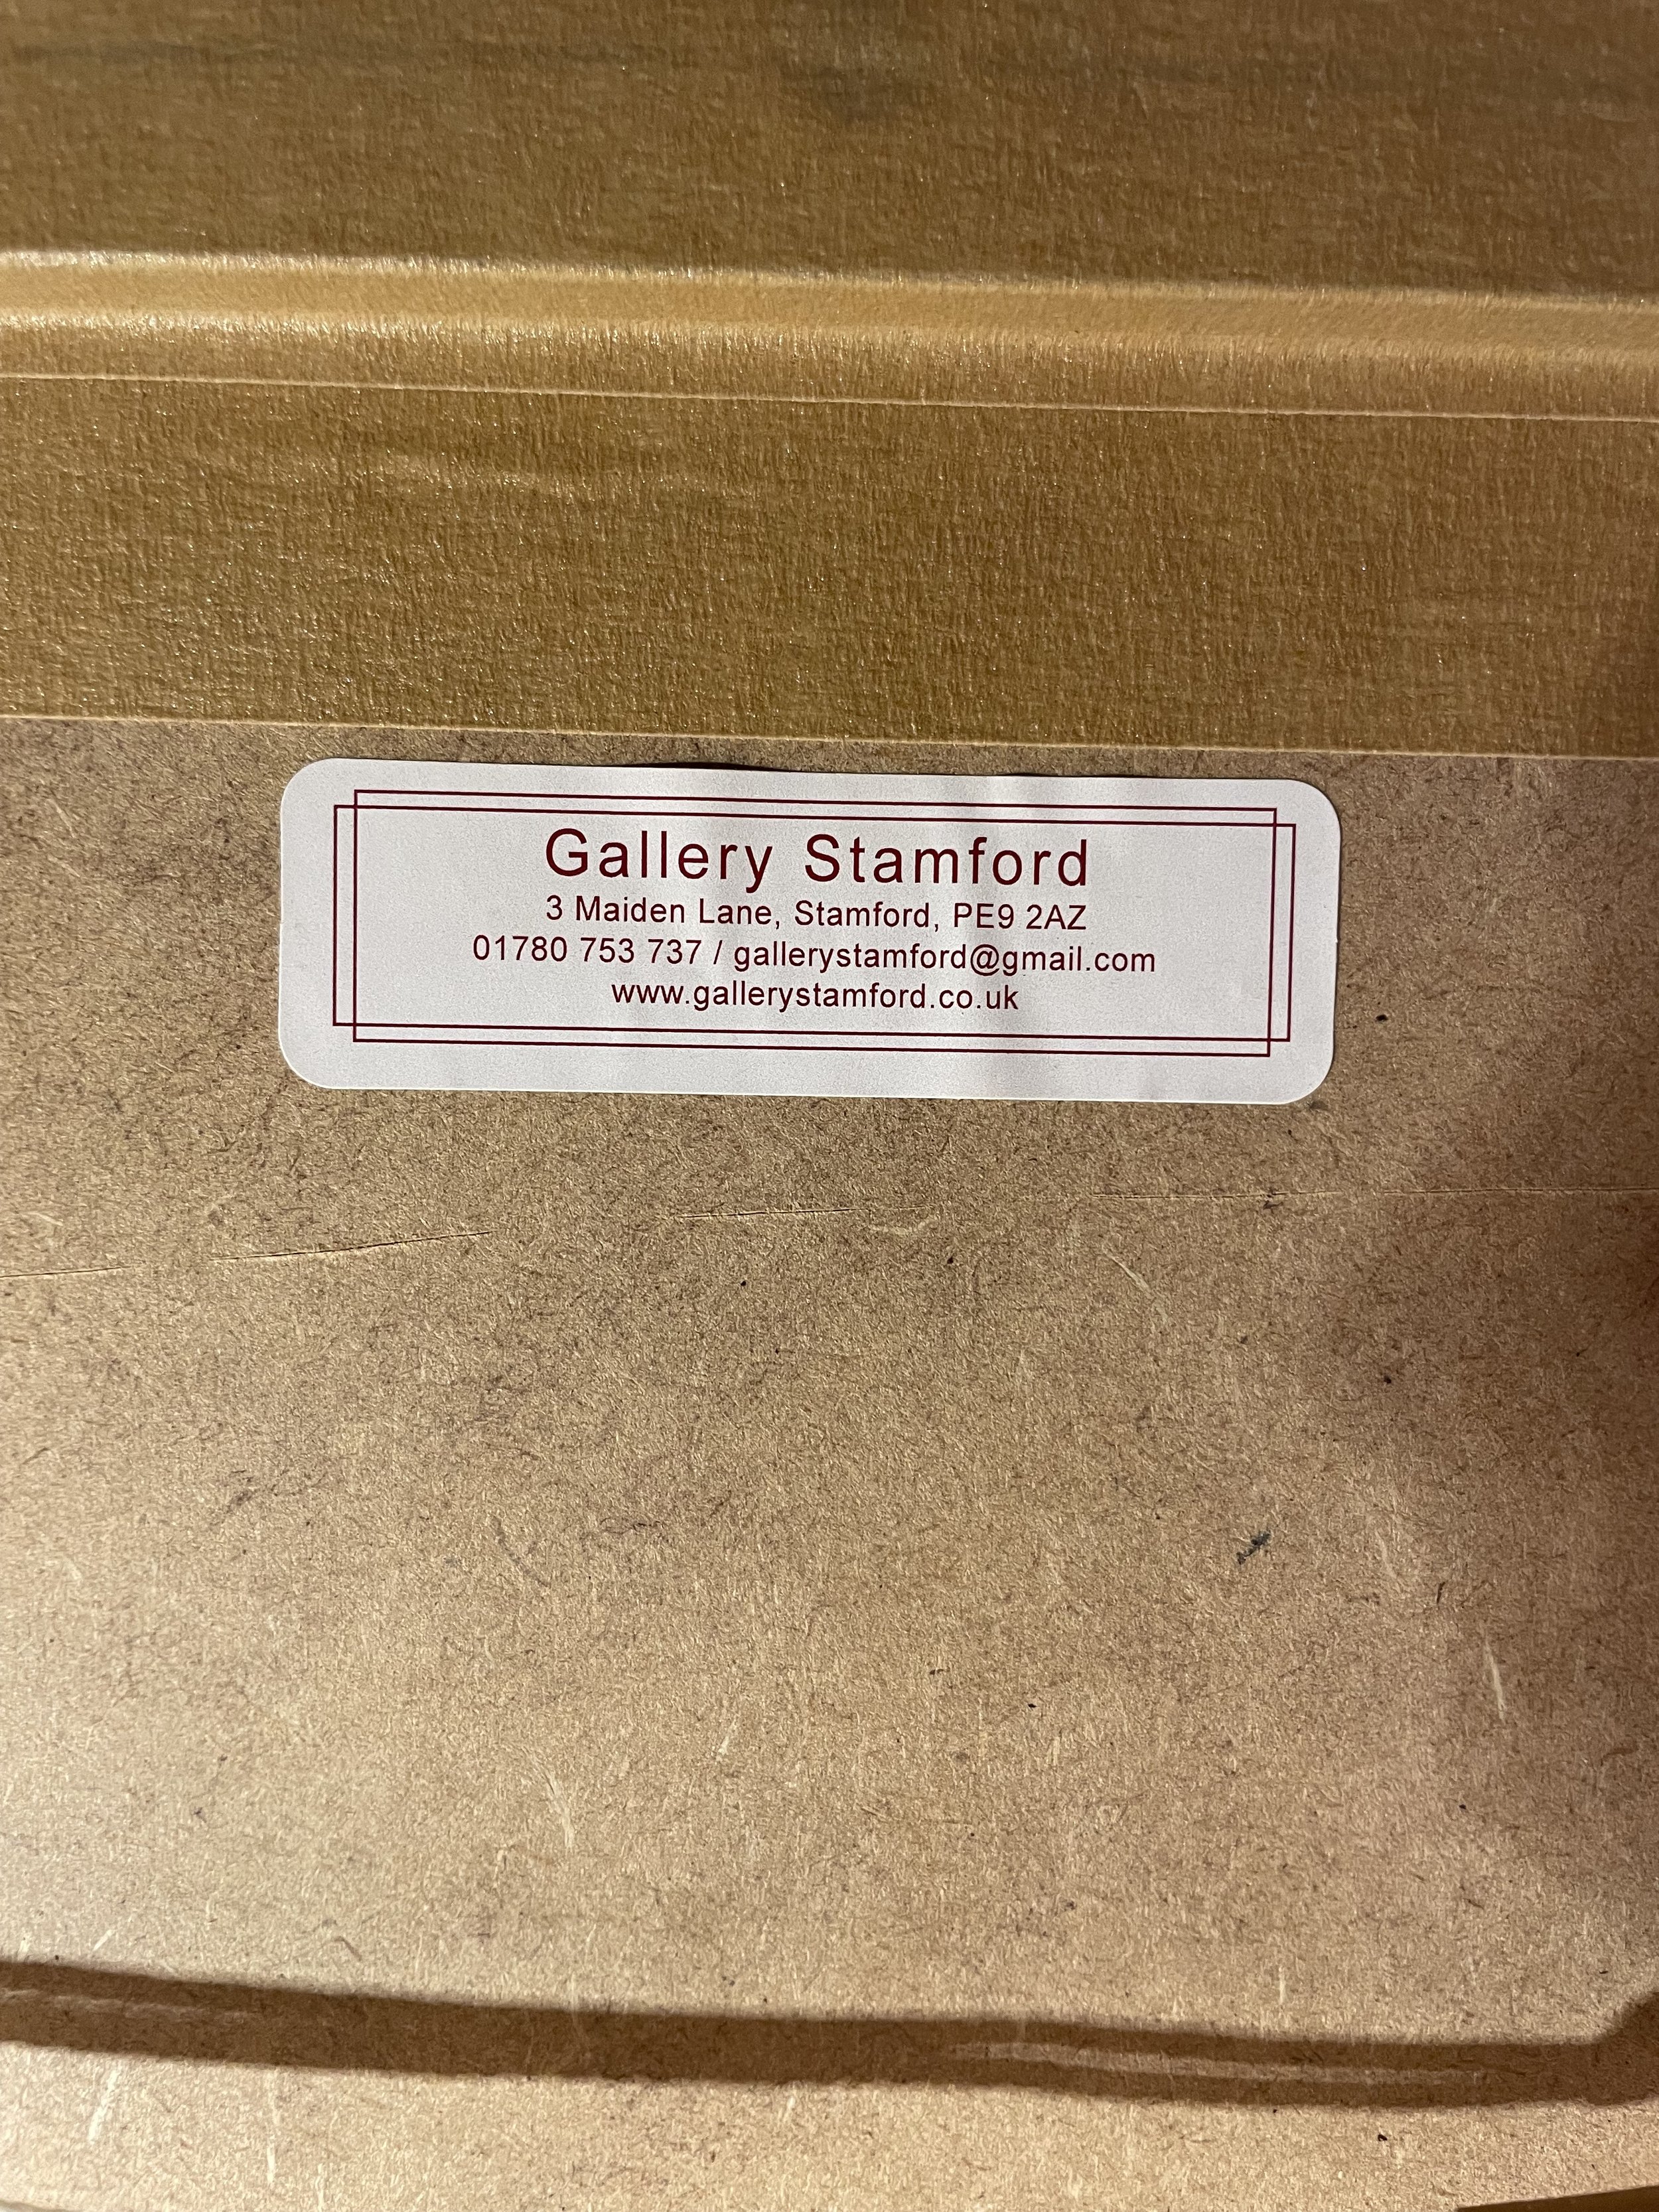 Gallery Stamford
3 Maiden Lane, Stamford, PE9 2AZ
01780 753 737 / gallerystamford@gmail.com
www.gallerystamford.co.uk